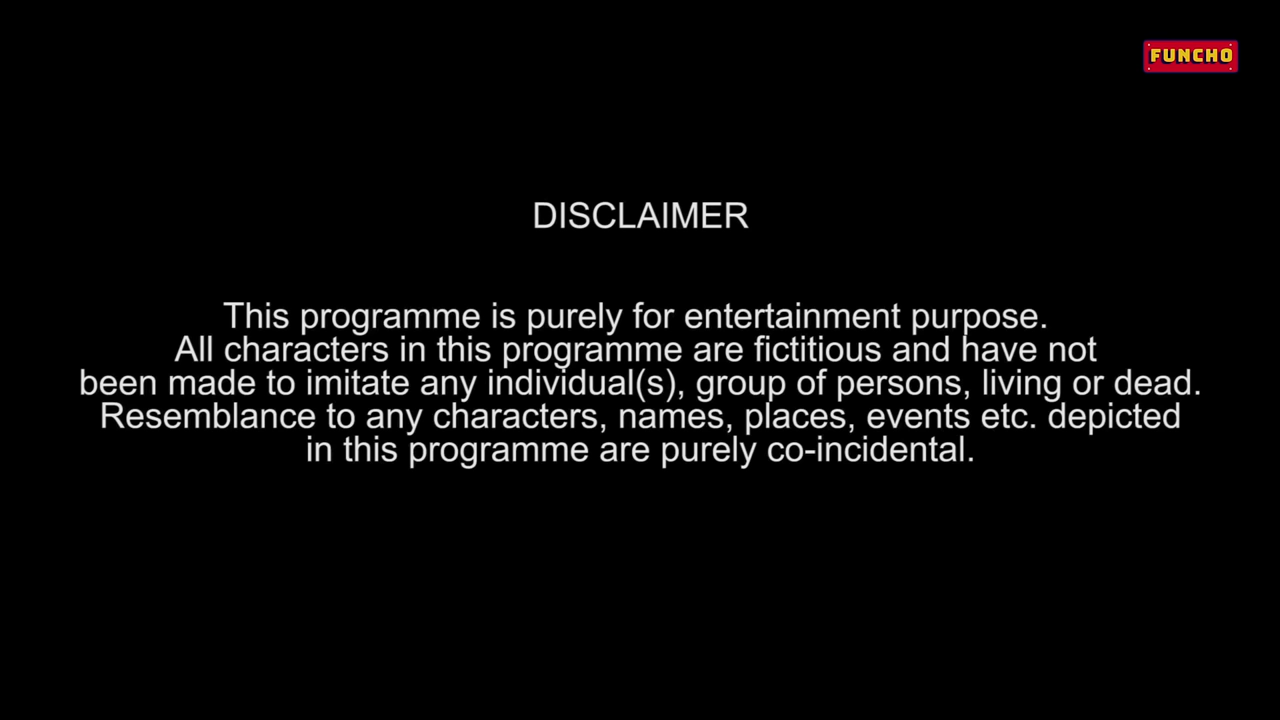 FUNCHO
DISCLAIMER
This programme is purely for entertainment purpose.
All characters in this programme are fictitious and have not
been made to imitate any individual(s), group of persons, living or dead.
Resemblance to any characters, names, places, events etc. depicted
in this programme are purely co-incidental.